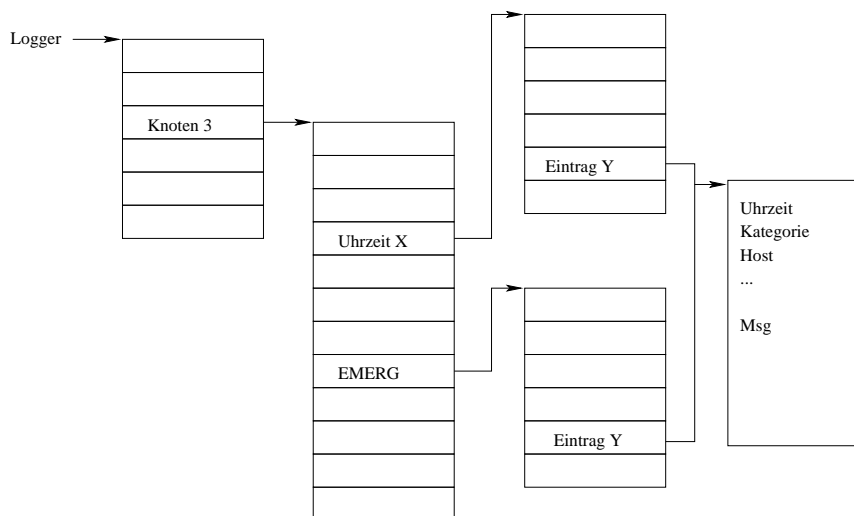 Logger
Knoten 3
Uhrzeit X
EMERG
Eintrag Y
Eintrag Y
Uhrzeit
Kategorie
Host
...
Msg